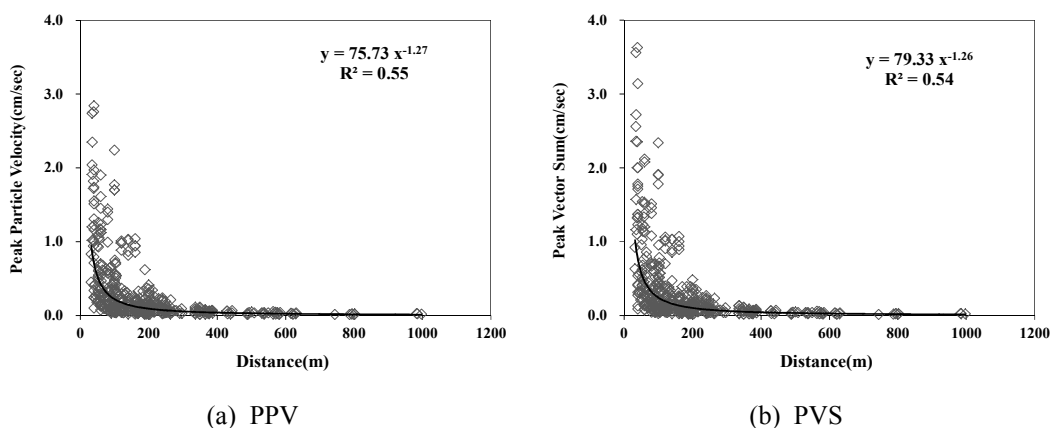 4.0
3.0
2.0
1.0
0.0
Peak Particle Velocity(cm/sec)
y = 75.73 x^-1.27
R² = 0.55
0 200 400 600 800 1000 1200
Distance(m)
(a) PPV
4.0
3.0
2.0
1.0
0.0
Peak Vector Sum(cm/sec)
y = 79.33 x^-1.26
R² = 0.54
0 200 400 600 800 1000 1200
Distance(m)
(b) PVS